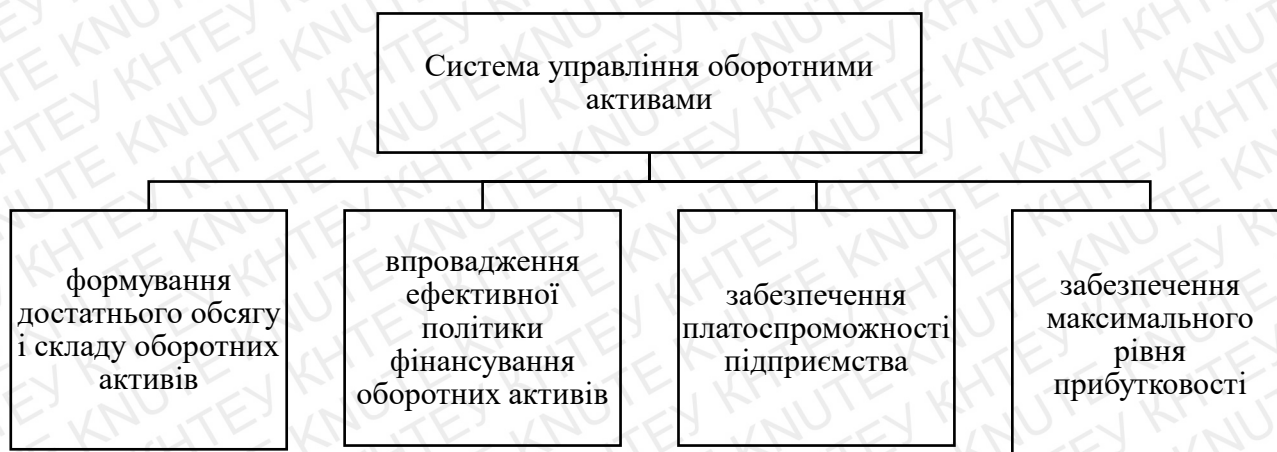 Система управління оборотними
активами
формування
достатнього обсягу
і складу оборотних
активів
впровадження
ефективної
політики
фінансування
оборотних активів
забезпечення
платоспроможності
підприємства
забезпечення
максимального
рівня
прибутковості